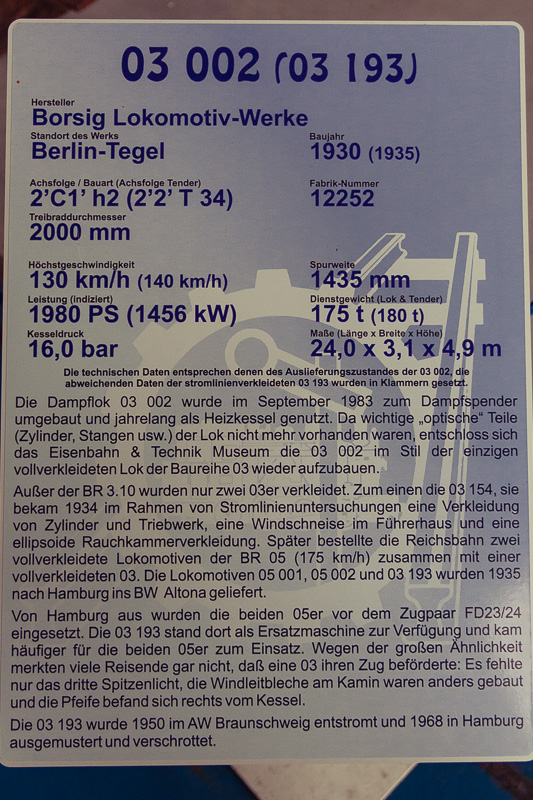 03 002 (03 193)
Hersteller
Borsig Lokomotiv-Werke
Standort des Werks Baujahr
Berlin-Tegel 1930 (1935)
Achsfolge / Bauart (Achsfolge Tender) Fabrik-Nummer
2’C1’ h2 (2’2’ T 34) 12252
Treibraddurchmesser
2000 mm
Höchstgeschwindigkeit Spurweite
130 km/h (140 km/h) 1435 mm
Leistung (indiziert) Dienstgewicht (Lok & Tender)
1980 PS (1456 kW) 175 t (180 t)
Kesseldruck Maße (Länge x Breite x Höhe)
16,0 bar 24,0 x 3,1 x 4,9 m
Die technischen Daten entsprechen denen des Auslieferungszustandes der 03 002, die
abweichenden Daten der stromlinienverkleideten 03 193 wurden in Klammern gesetzt.
Die Dampflok 03 002 wurde im September 1983 zum Dampfspender
umgebaut und jahrelang als Heizkessel genutzt. Da wichtige „optische“ Teile
(Zylinder, Stangen usw.) der Lok nicht mehr vorhanden waren, entschloss sich
das Eisenbahn & Technik Museum die 03 002 im Stil der einzigen
vollverkleideten Lok der Baureihe 03 wieder aufzubauen.
Außer der BR 3.10 wurden nur zwei 03er verkleidet. Zum einen die 03 154, sie
bekam 1934 im Rahmen von Stromlinienuntersuchungen eine Verkleidung
von Zylinder und Triebwerk, eine Windschneise im Führerhaus und eine
ellipsoide Rauchkammerverkleidung. Später bestellte die Reichsbahn zwei
vollverkleidete Lokomotiven der BR 05 (175 km/h) zusammen mit einer
vollverkleideten 03. Die Lokomotiven 05 001, 05 002 und 03 193 wurden 1935
nach Hamburg ins BW Altona geliefert.
Von Hamburg aus wurden die beiden 05er vor dem Zugpaar FD23/24
eingesetzt. Die 03 193 stand dort als Ersatzmaschine zur Verfügung und kam
häufiger für die beiden 05er zum Einsatz. Wegen der großen Ähnlichkeit
merkten viele Reisende gar nicht, daß eine 03 ihren Zug beförderte: Es fehlte
nur das dritte Spitzenlicht, die Windleitbleche am Kamin waren anders gebaut
und die Pfeife befand sich rechts vom Kessel.
Die 03 193 wurde 1950 im AW Braunschweig entstromt und 1968 in Hamburg
ausgemustert und verschrottet.